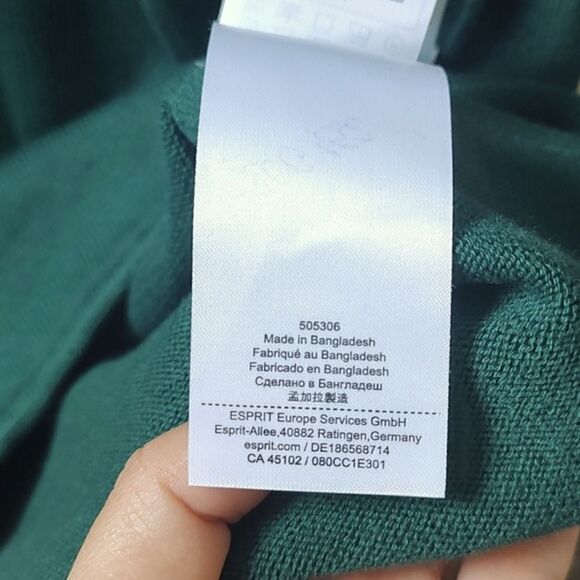 505306
Made in Bangladesh
Fabriqué au Bangladesh
Fabricado en Bangladesh
Сделано в Бангладеш
孟加拉製造
ESPRIT Europe Services GmbH
Esprit-Allee,40882 Ratingen,Germany
esprit.com / DE186568714
CA 45102 / 080CC1E301